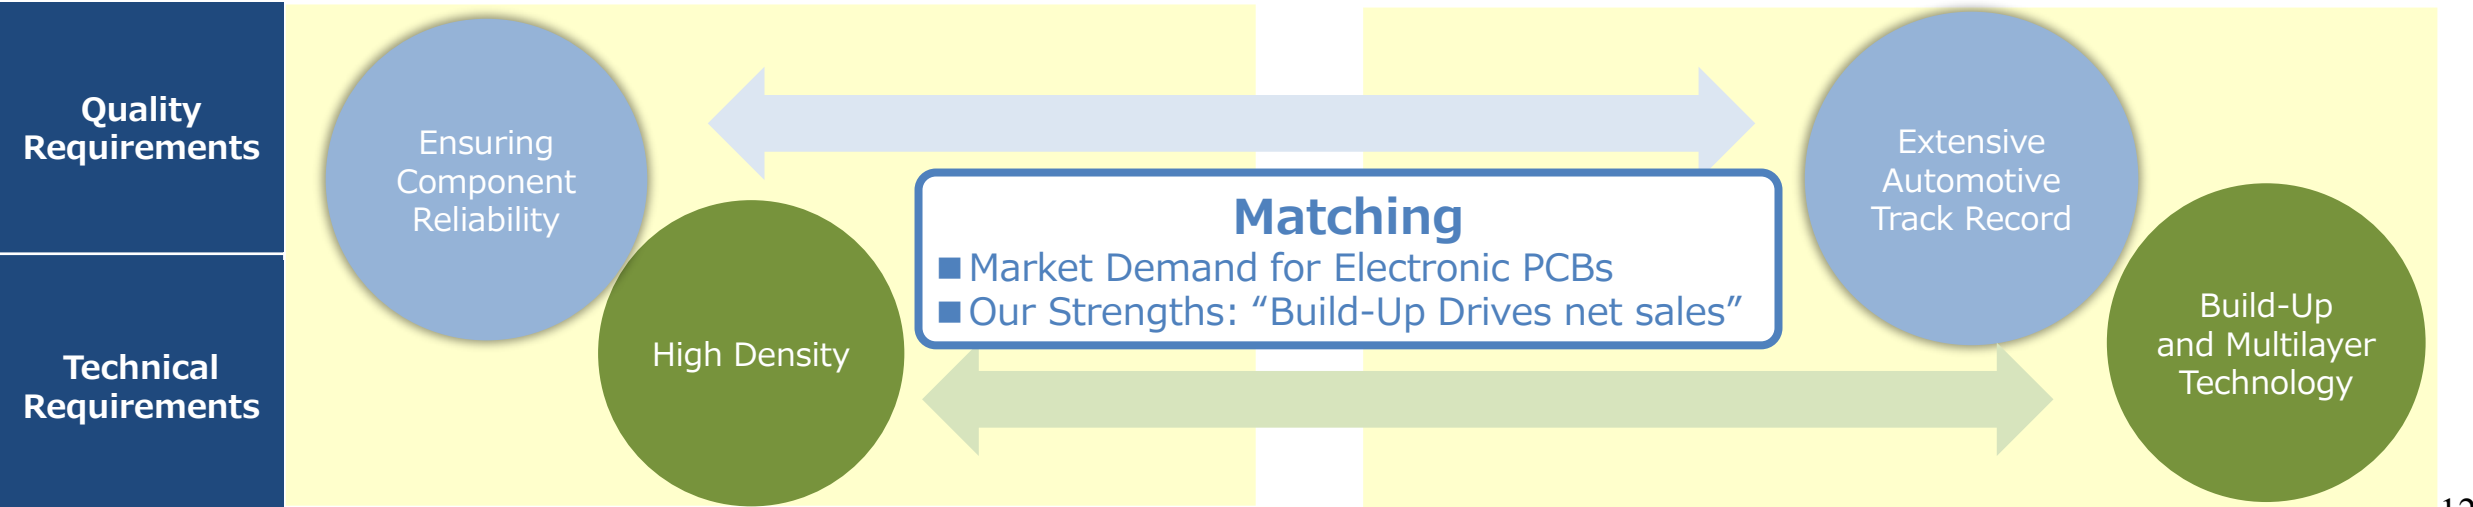 Quality
Requirements
Ensuring
Component
Reliability
Extensive
Automotive
Track Record
Matching
■Market Demand for Electronic PCBs
■Our Strengths: “Build-Up Drives net sales”
Technical
Requirements
High Density
Build-Up
and Multilayer
Technology